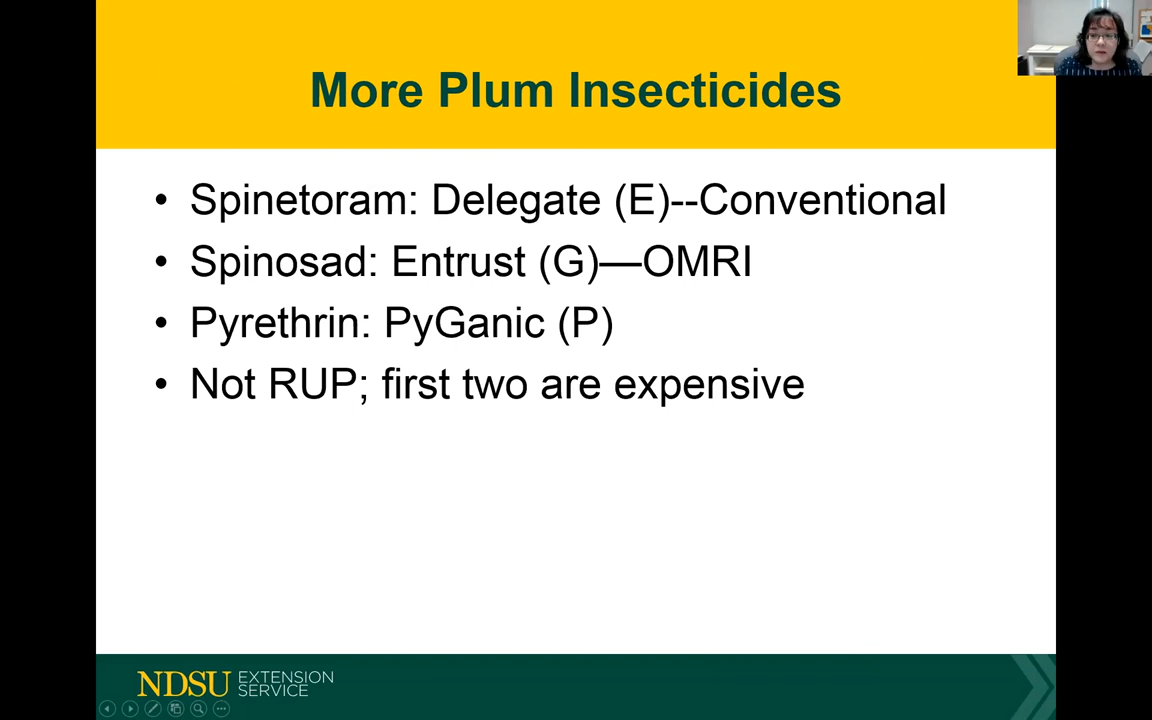 More Plum Insecticides
• Spinetoram: Delegate (E)--Conventional
• Spinosad: Entrust (G)—OMRI
• Pyrethrin: PyGanic (P)
• Not RUP; first two are expensive
NDSU EXTENSION
SERVICE